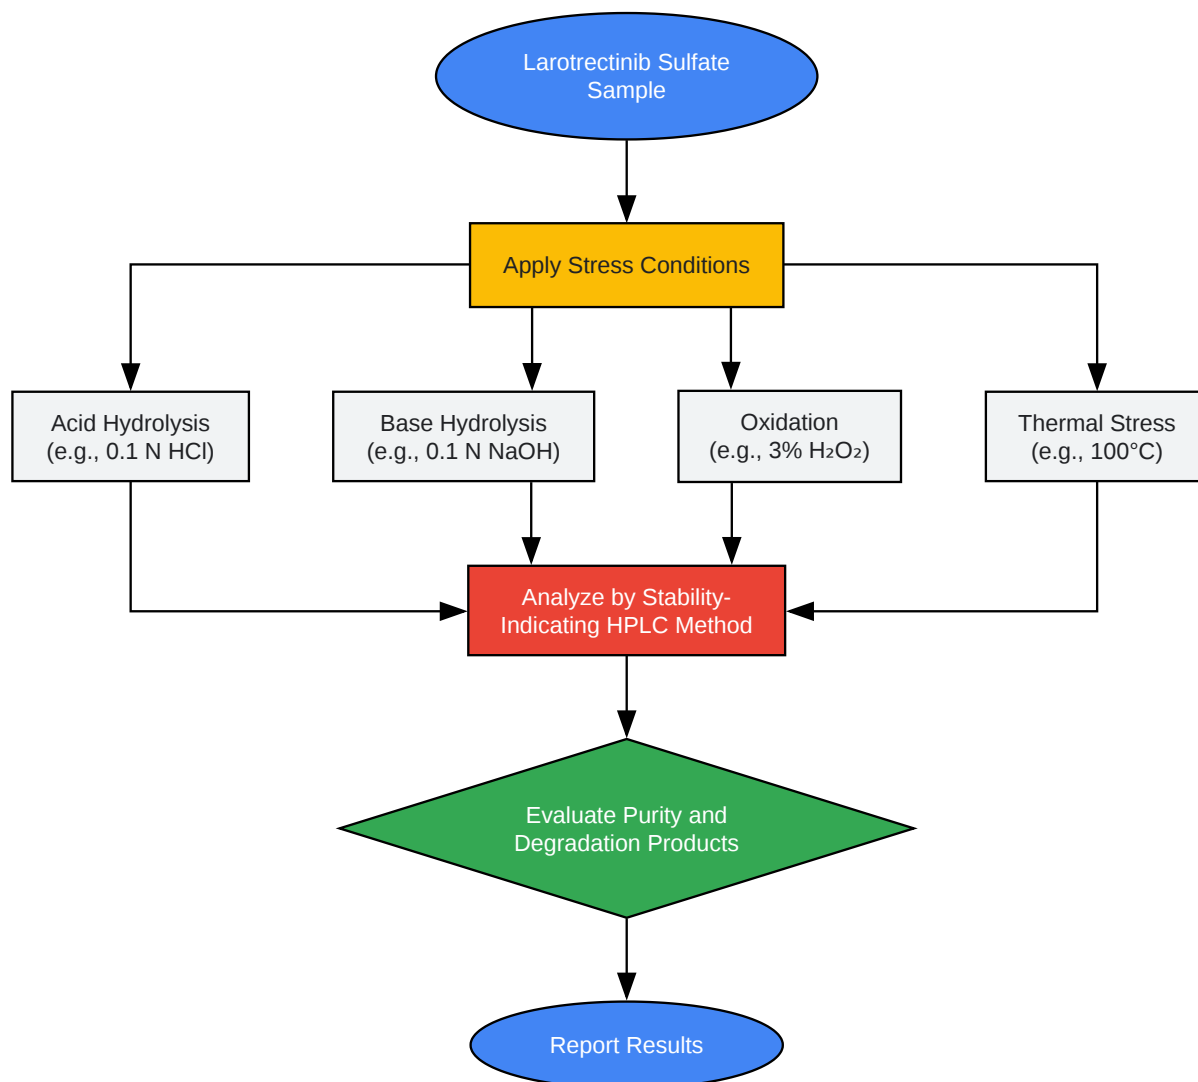 Larotrectinib Sulfate
Sample
Apply Stress Conditions
Acid Hydrolysis
(e.g., 0.1 N HCl)
Base Hydrolysis
(e.g., 0.1 N NaOH)
Oxidation
(e.g., 3% H₂O₂)
Thermal Stress
(e.g., 100°C)
Analyze by Stability-
Indicating HPLC Method
Evaluate Purity and
Degradation Products
Report Results